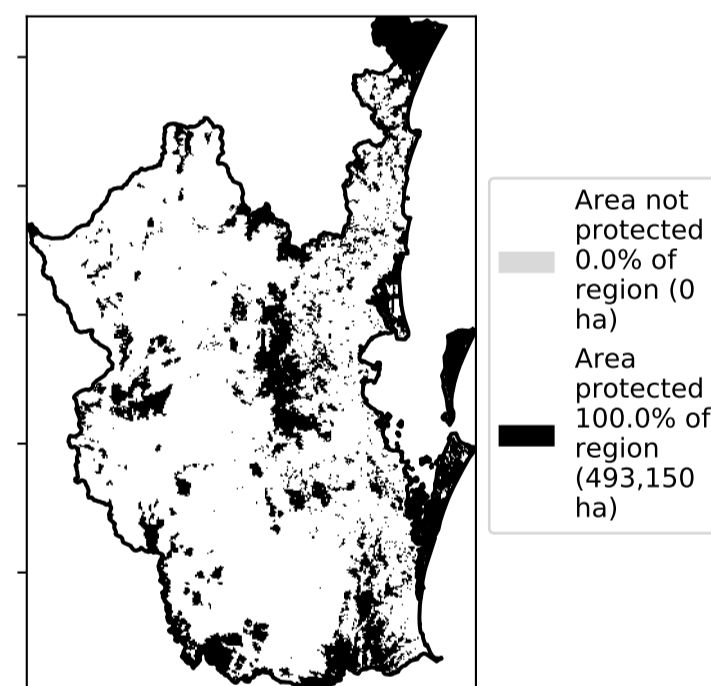 Area not
protected
0.0% of
region (0
ha)
Area
protected
100.0% of
region
(493,150
ha)